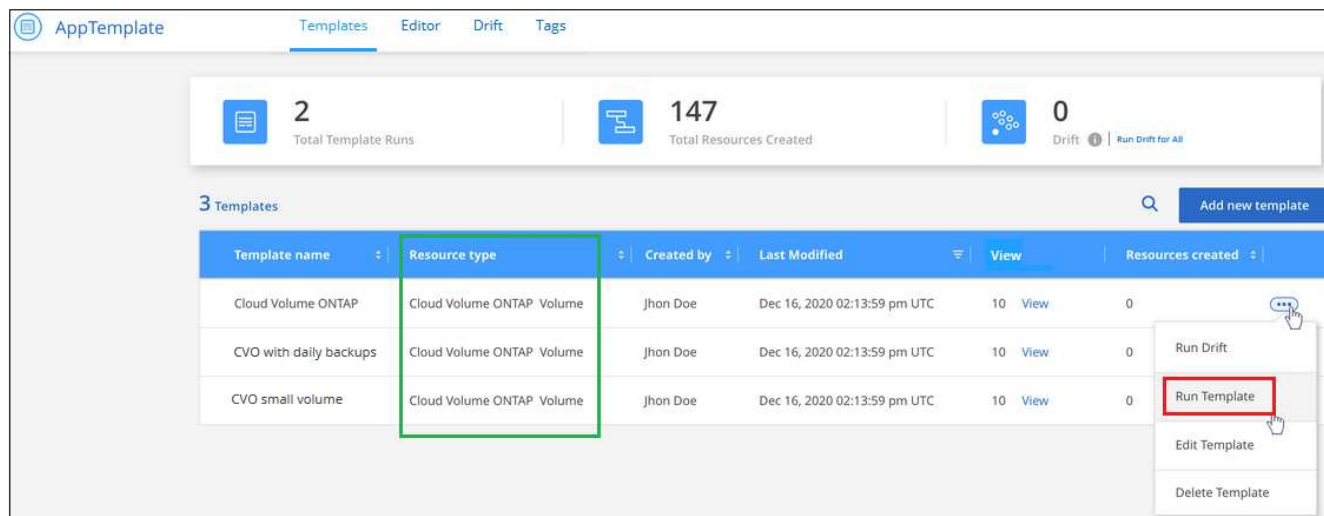 AppTemplate Templates Editor Drift Tags
2
Total Template Runs
147
Total Resources Created
0
Drift Run Drift for All
3 Templates
Add new template
Template name Resource type Created by Last Modified View Resources created
Cloud Volume ONTAP Cloud Volume ONTAP Volume Jhon Doe Dec 16, 2020 02:13:59 pm UTC 10 View 0
CVO with daily backups Cloud Volume ONTAP Volume Jhon Doe Dec 16, 2020 02:13:59 pm UTC 10 View 0
CVO small volume Cloud Volume ONTAP Volume Jhon Doe Dec 16, 2020 02:13:59 pm UTC 10 View 0
Run Drift
Run Template
Edit Template
Delete Template